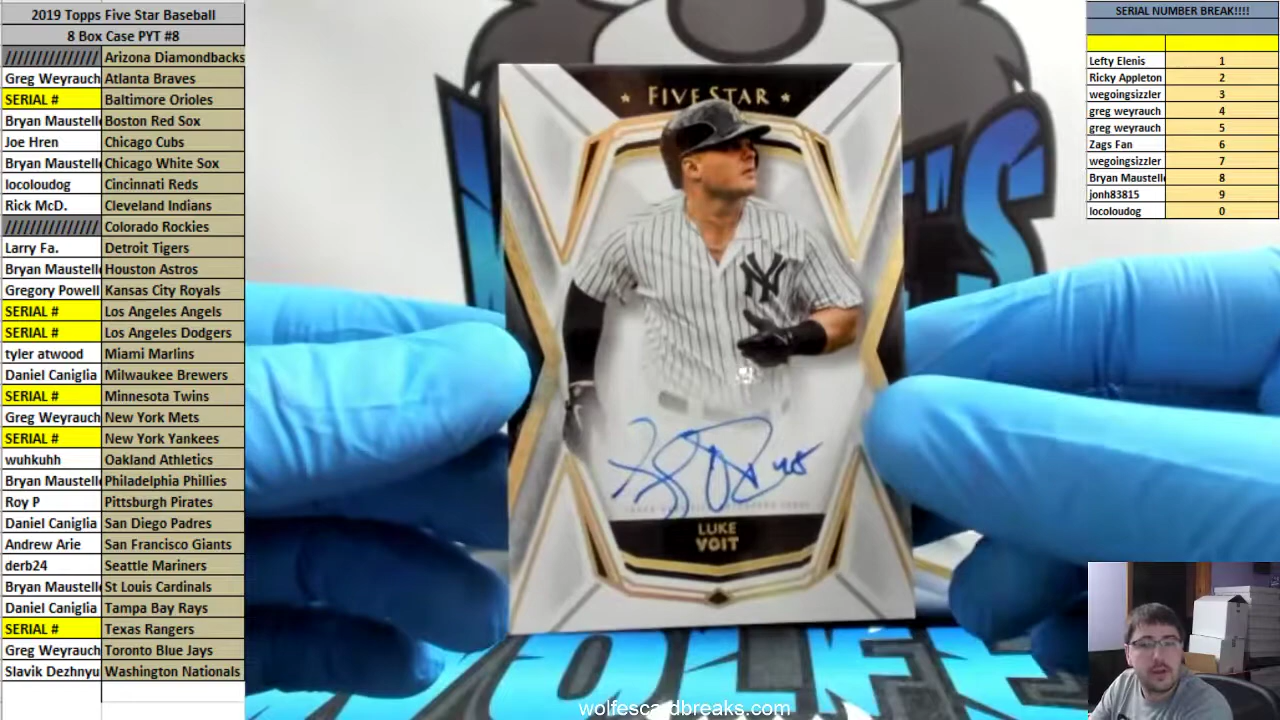 2019 Topps Five Star Baseball
8 Box Case PYT #8
/////////////// Arizona Diamondbacks
Greg Weyrauch Atlanta Braves
SERIAL # Baltimore Orioles
Bryan Mautelle Boston Red Sox
Joe Hren Chicago Cubs
Bryan Maustelle Chicago White Sox
locoloudog Cincinnati Reds
Rick McD. Cleveland Indians
/////////////// Colorado Rockies
Larry Fa. Detroit Tigers
Bryan Maustelle Houston Astros
Gregory Powell Kansas City Royals
SERIAL # Los Angeles Angels
SERIAL # Los Angeles Dodgers
tyler atwood Miami Marlins
Daniel Caniglia Milwaukee Brewers
SERIAL # Minnesota Twins
Greg Weyrauch New York Mets
SERIAL # New York Yankees
wuhkuhh Oakland Athletics
Bryan Maustelle Philadelphia Phillies
Roy P Pittsburgh Pirates
Daniel Caniglia San Diego Padres
Andrew Arie San Francisco Giants
derb24 Seattle Mariners
Bryan Maustelle St Louis Cardinals
Daniel Caniglia Tampa Bay Rays
SERIAL # Texas Rangers
Greg Weyrauch Toronto Blue Jays
Slavik Dezhnyu Washington Nationals
FIVE STAR
NY
LUKE
VOIT
WOLFE
wolfescardbreaks.com
SERIAL NUMBER BREAK!!!!
Lefty Elenis 1
Ricky Appleton 2
wegoingsizzler 3
greg weyrauch 4
greg weyrauch 5
Zags Fan 6
wegoingsizzler 7
Bryan Maustelle 8
jonh83815 9
locoloudog 0